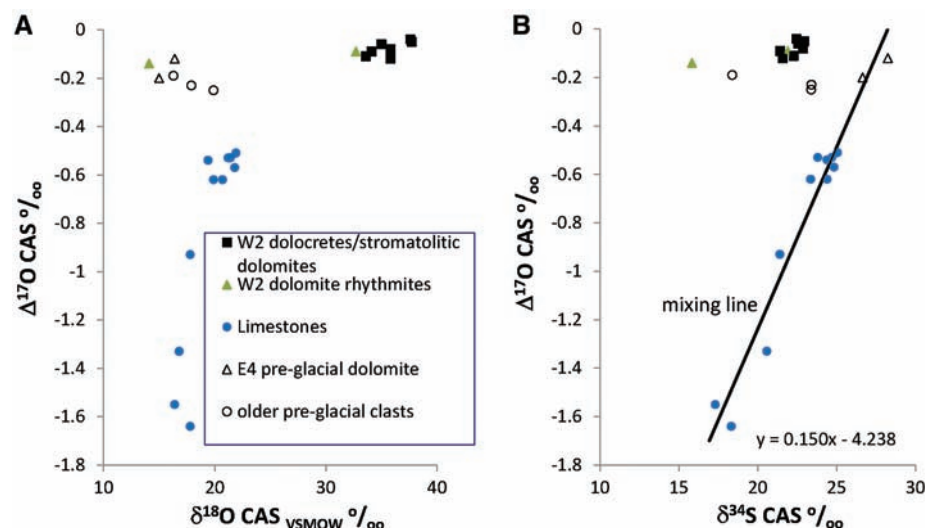 A
B
0
-0.2
-0.4
-0.6
-0.8
-1
-1.2
-1.4
-1.6
-1.8
Δ¹⁷O CAS º/ₒₒ
10 20 30 40
δ¹⁸O CAS VSMOW º/ₒₒ
W2 dolocretes/stromatolitic
dolomites
W2 dolomite rhythmites
Limestones
E4 pre-glacial dolomite
older pre-glacial clasts
0
-0.2
-0.4
-0.6
-0.8
-1
-1.2
-1.4
-1.6
-1.8
Δ¹⁷O CAS º/ₒₒ
mixing line
y = 0.150x - 4.238
10 15 20 25 30
δ³⁴S CAS º/ₒₒ